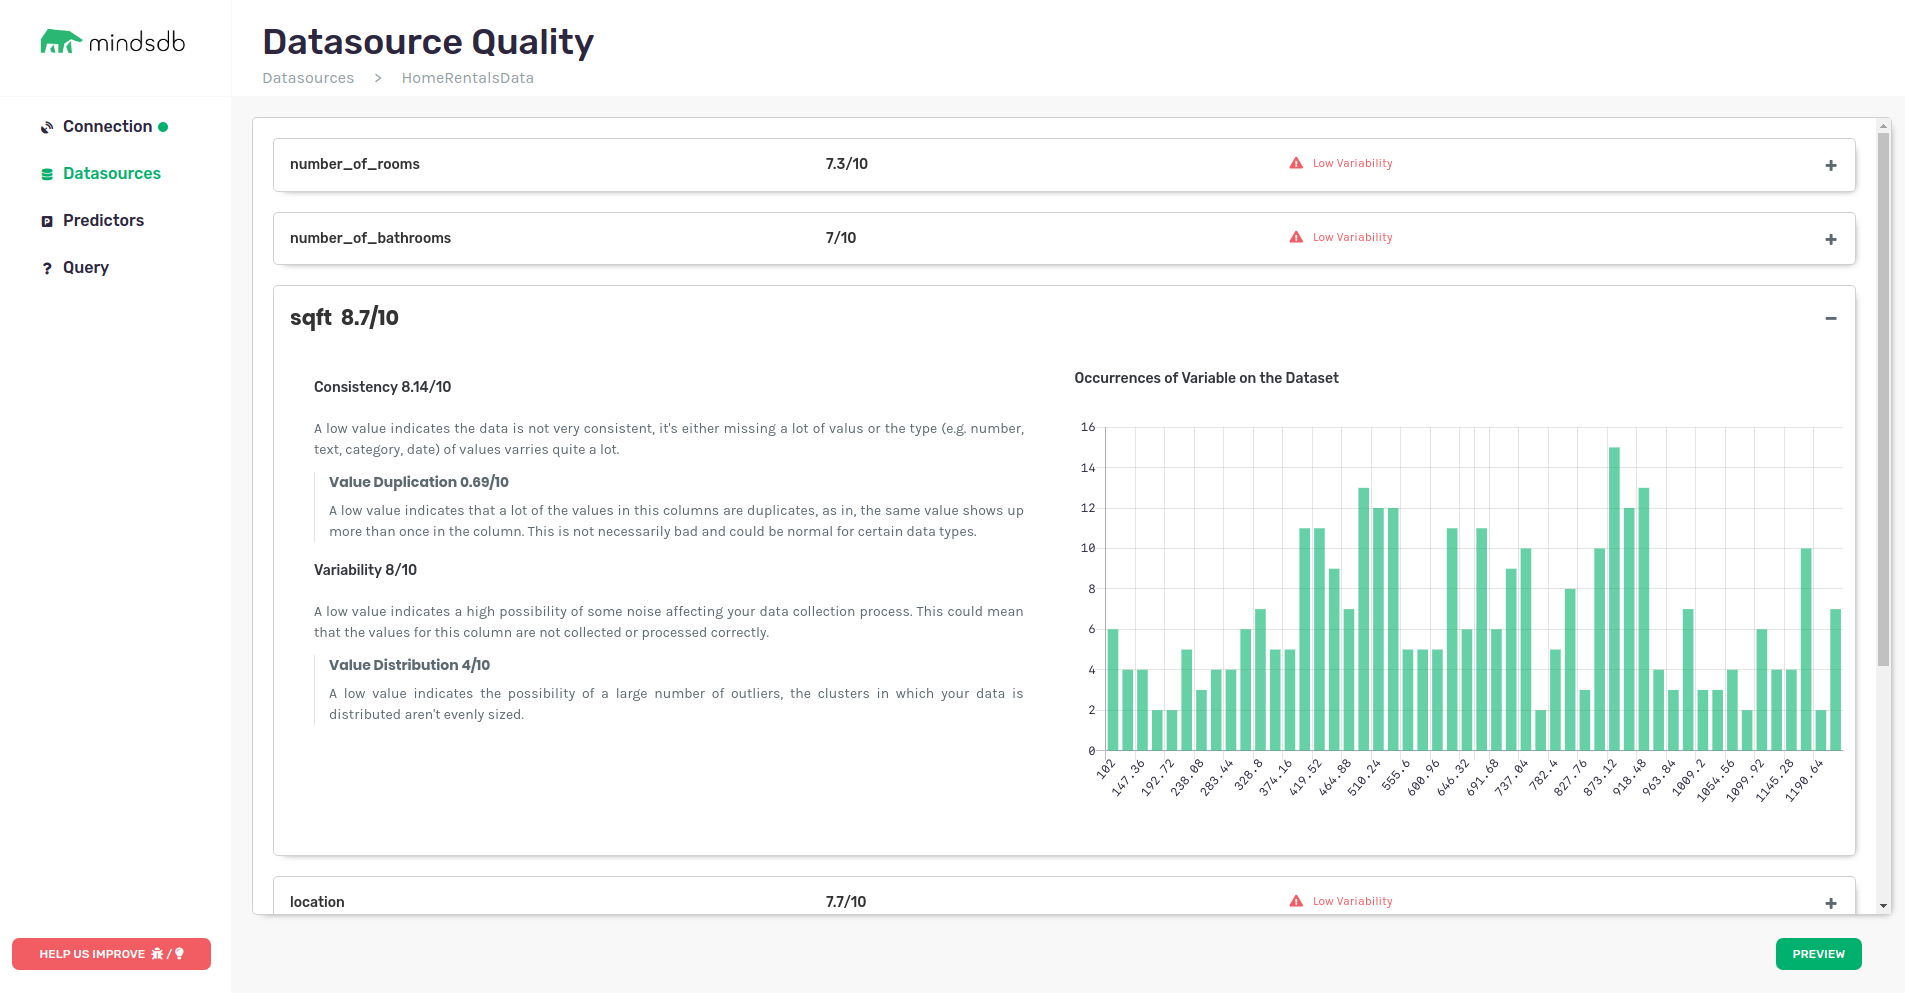 mindsdb
Datasource Quality
Datasources > HomeRentalsData
Connection
Datasources
Predictors
? Query
number_of_rooms 7.3/10 Low Variability +
number_of_bathrooms 7/10 Low Variability +
sqft 8.7/10 −
Consistency 8.14/10
A low value indicates the data is not very consistent, it's either missing a lot of valus or the type (e.g. number,
text, category, date) of values varries quite a lot.
Value Duplication 0.69/10
A low value indicates that a lot of the values in this columns are duplicates, as in, the same value shows up
more than once in the column. This is not necessarily bad and could be normal for certain data types.
Variability 8/10
A low value indicates a high possibility of some noise affecting your data collection process. This could mean
that the values for this column are not collected or processed correctly.
Value Distribution 4/10
A low value indicates the possibility of a large number of outliers, the clusters in which your data is
distributed aren't evenly sized.
Occurrences of Variable on the Dataset
16
14
12
10
8
6
4
2
0
102 147.36 192.72 238.08 283.44 328.8 374.16 419.52 464.88 510.24 555.6 600.96 646.32 691.68 737.04 782.4 827.76 873.12 918.48 963.84 1009.2 1054.56 1099.92 1145.28 1190.64
location 7.7/10 Low Variability +
HELP US IMPROVE /
PREVIEW